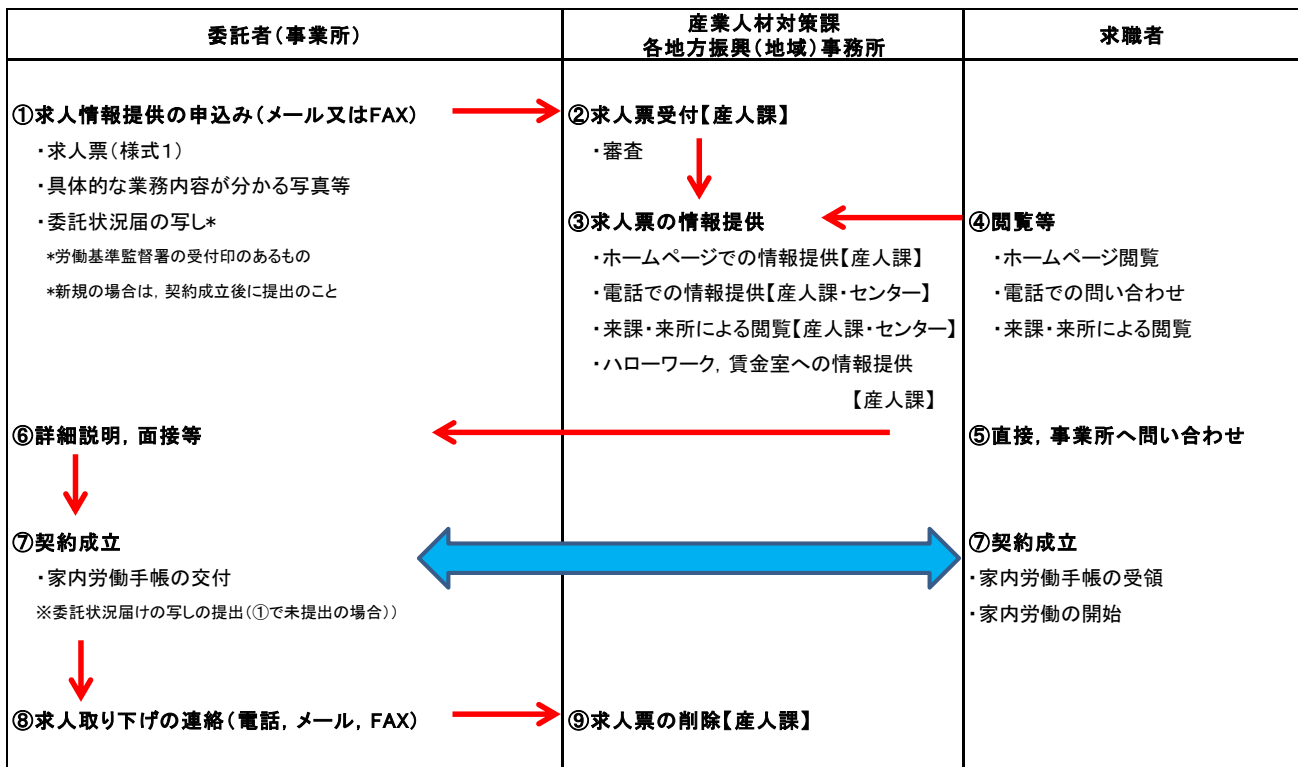 委託者（事業所）
産業人材対策課
各地方振興（地域）事務所
求職者
①求人情報提供の申込み（メール又はFAX）
・求人票（様式１）
・具体的な業務内容が分かる写真等
・委託状況届の写し*
*労働基準監督署の受付印のあるもの
*新規の場合は，契約成立後に提出のこと
②求人票受付【産人課】
・審査
③求人票の情報提供
・ホームページでの情報提供【産人課】
・電話での情報提供【産人課・センター】
・来課・来所による閲覧【産人課・センター】
・ハローワーク，賃金室への情報提供
【産人課】
④閲覧等
・ホームページ閲覧
・電話での問い合わせ
・来課・来所による閲覧
⑥詳細説明，面接等
⑤直接，事業所へ問い合わせ
⑦契約成立
・家内労働手帳の交付
※委託状況届けの写しの提出（①で未提出の場合））
⑦契約成立
・家内労働手帳の受領
・家内労働の開始
⑧求人取り下げの連絡（電話，メール，FAX）
⑨求人票の削除【産人課】